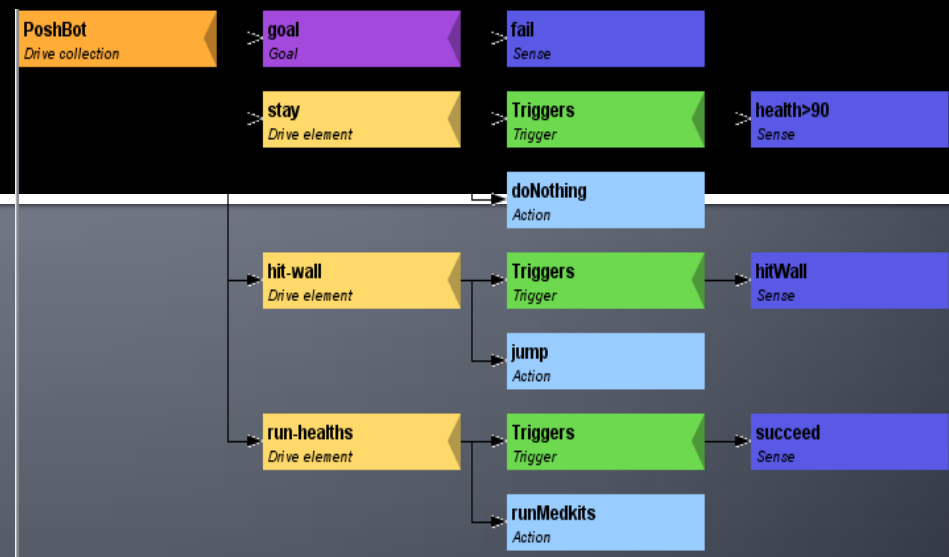 PoshBot
Drive collection
goal
Goal
fail
Sense
stay
Drive element
Triggers
Trigger
health>90
Sense
doNothing
Action
hit-wall
Drive element
Triggers
Trigger
hitWall
Sense
jump
Action
run-healths
Drive element
Triggers
Trigger
succeed
Sense
runMedkits
Action